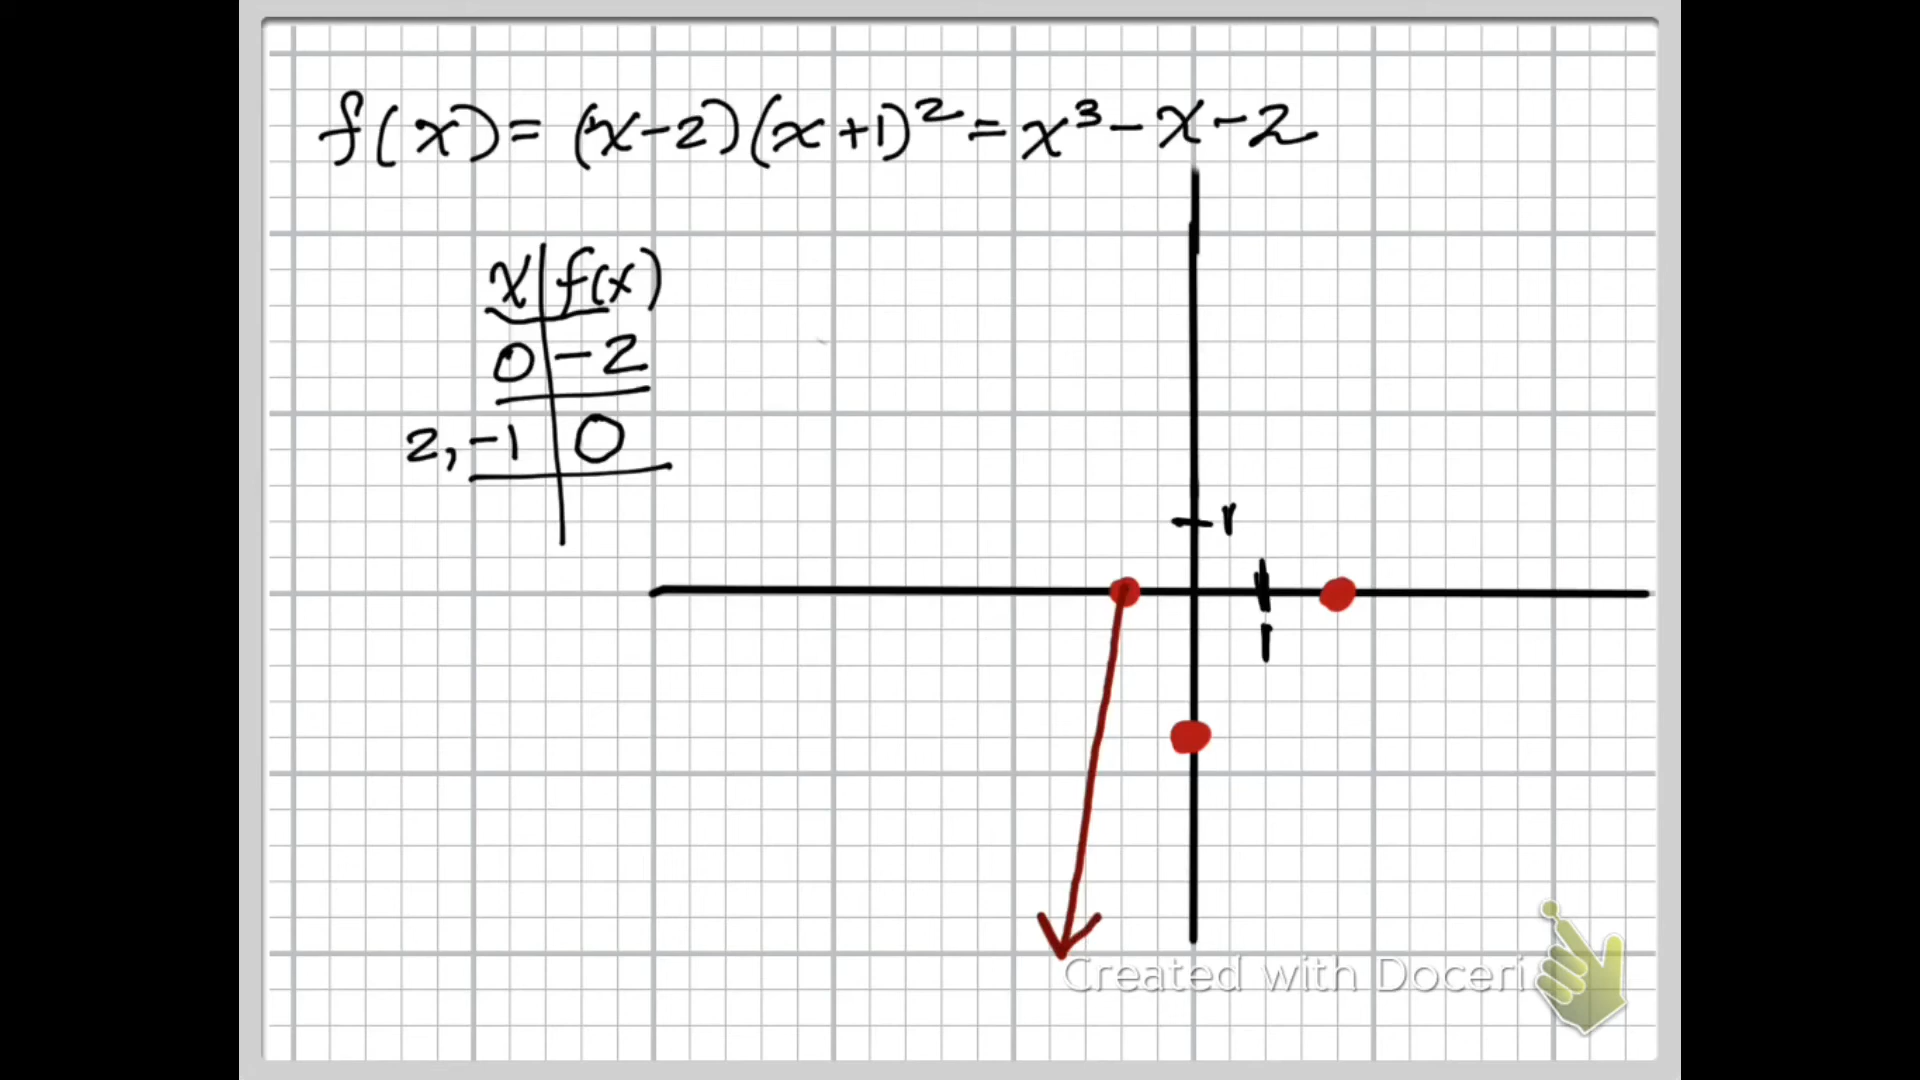 f(x) = (x-2)(x+1)² = x³-x-2
x f(x)
0 -2
2, -1 0
1
1
Created with Doceri